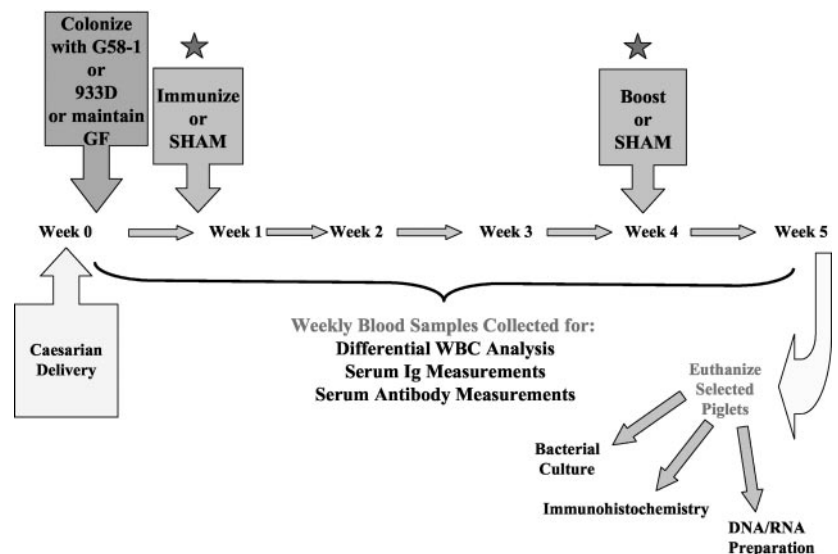 Colonize
with G58-1
or
933D
or maintain
GF
Immunize
or
SHAM
Boost
or
SHAM
Week 0
Week 1
Week 2
Week 3
Week 4
Week 5
Caesarian
Delivery
Weekly Blood Samples Collected for:
Differential WBC Analysis
Serum Ig Measurements
Serum Antibody Measurements
Euthanize
Selected
Piglets
Bacterial
Culture
Immunohistochemistry
DNA/RNA
Preparation